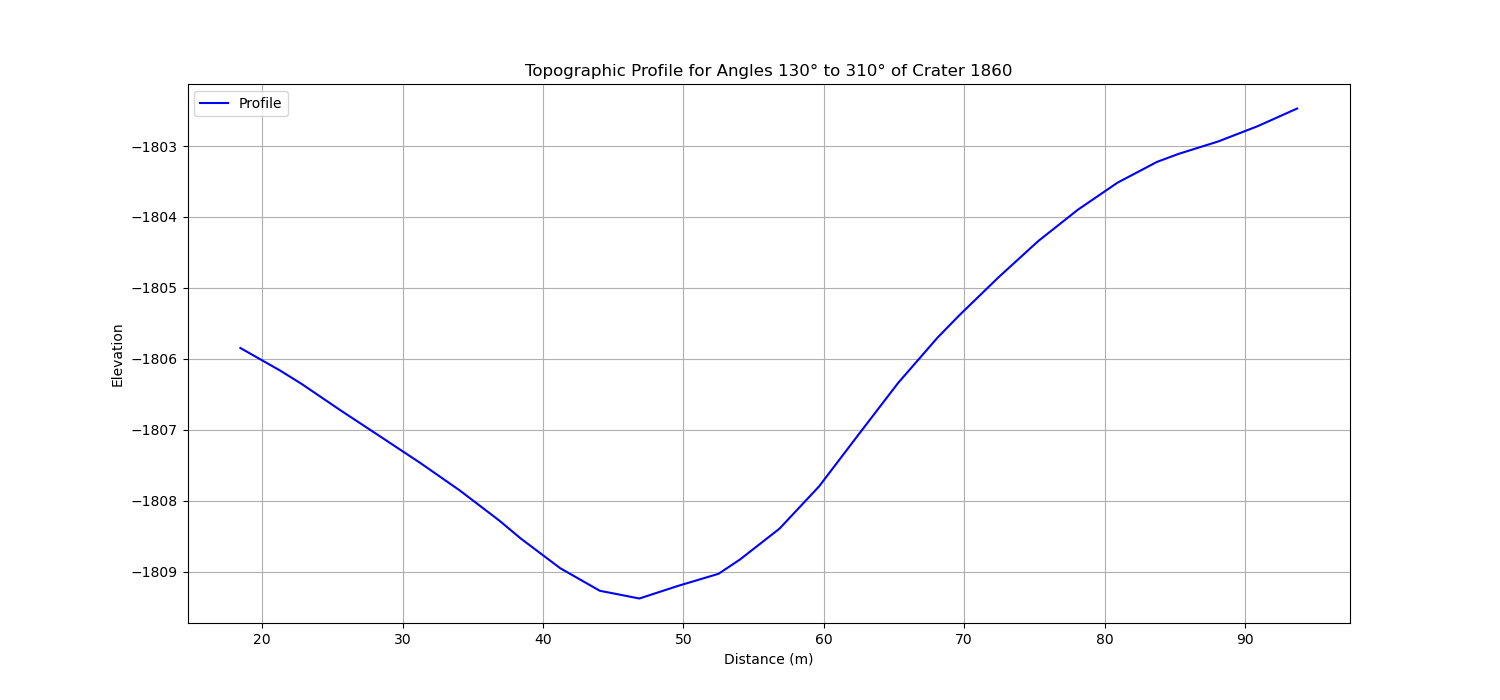 Topographic Profile for Angles 130° to 310° of Crater 1860
Profile
−1803
−1804
−1805
−1806
−1807
−1808
−1809
Elevation
20 30 40 50 60 70 80 90
Distance (m)